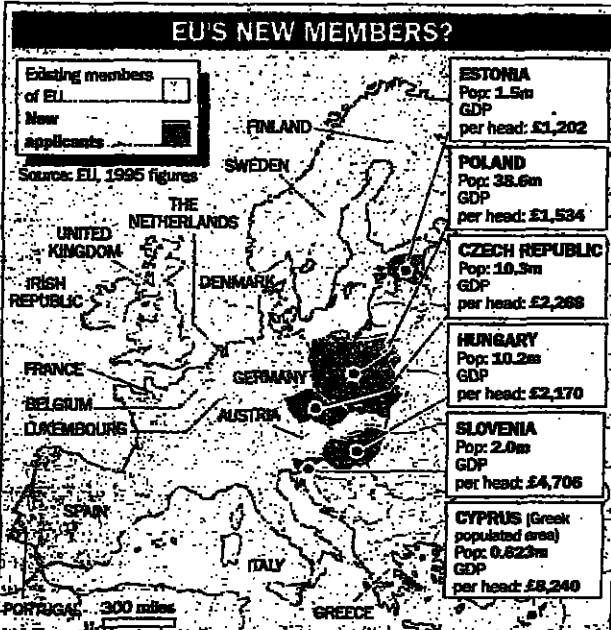 EU'S NEW MEMBERS?
Existing members
of EU
New
applicants
Source: EU, 1995 figures
FINLAND
SWEDEN
THE
NETHERLANDS
UNITED
KINGDOM
IRISH
REPUBLIC
DENMARK
FRANCE
GERMANY
BELGIUM
LUXEMBOURG
AUSTRIA
SPAIN
ITALY
PORTUGAL
300 miles
GREECE
ESTONIA
Pop: 1.5m
GDP
per head: £1,202
POLAND
Pop: 38.6m
GDP
per head: £1,534
CZECH REPUBLIC
Pop: 10.3m
GDP
per head: £2,268
HUNGARY
Pop: 10.2m
GDP
per head: £2,170
SLOVENIA
Pop: 2.0m
GDP
per head: £4,706
CYPRUS (Greek
populated area)
Pop: 0.623m
GDP
per head: £8,240